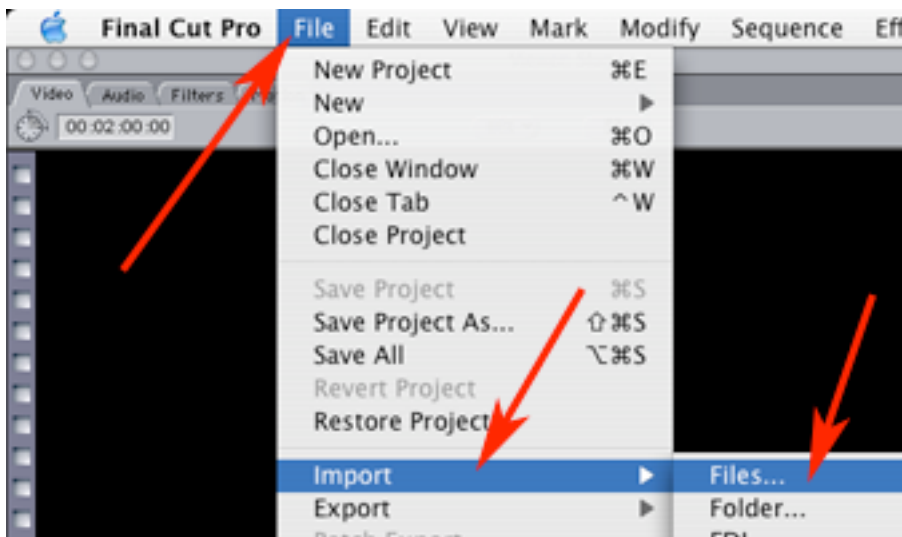 Final Cut Pro File Edit View Mark Modify Sequence Eff
Video Audio Filters
00:02:00:00
New Project ⌘E
New
Open... ⌘O
Close Window ⌘W
Close Tab ^W
Close Project
Save Project ⌘S
Save Project As... ⇧⌘S
Save All ⌥⌘S
Revert Project
Restore Project
Import Files...
Export Folder...